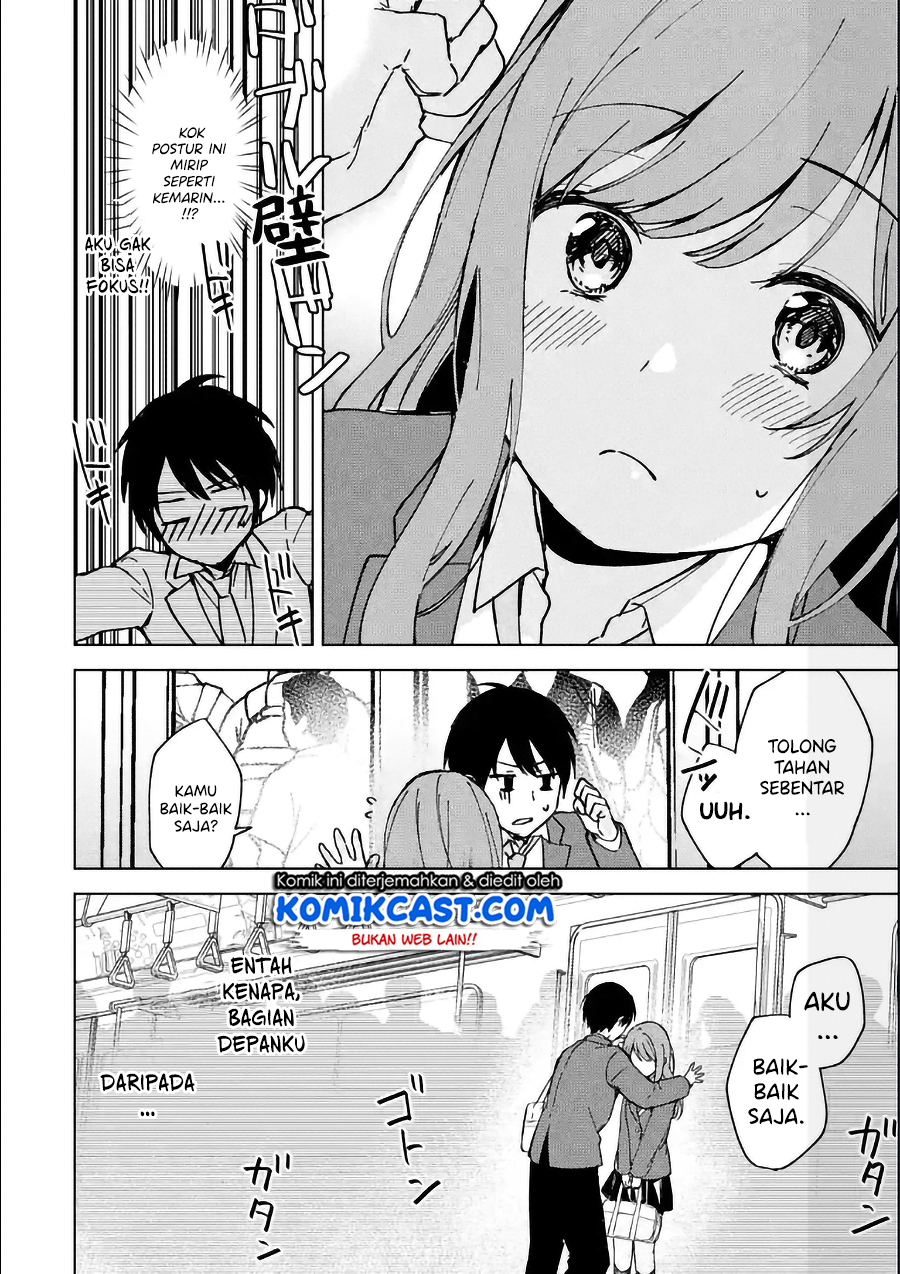 KOK
POSTUR INI
MIRIP
SEPERTI
KEMARIN...
!!?
AKU GAK
BISA
FOKUS!!
壁ドン
ドキ
ドキ
ドキ
TOLONG
TAHAN
SEBENTAR
...
UUH.
KAMU
BAIK-BAIK
SAJA?
Komik ini diterjemahkan & diedit oleh
KOMIKCAST.COM
BUKAN WEB LAIN!!
AKU
...
BAIK-
BAIK
SAJA.
ENTAH
KENAPA,
BAGIAN
DEPANKU
DARIPADA
...
ガタン
ゴトン
ガタン